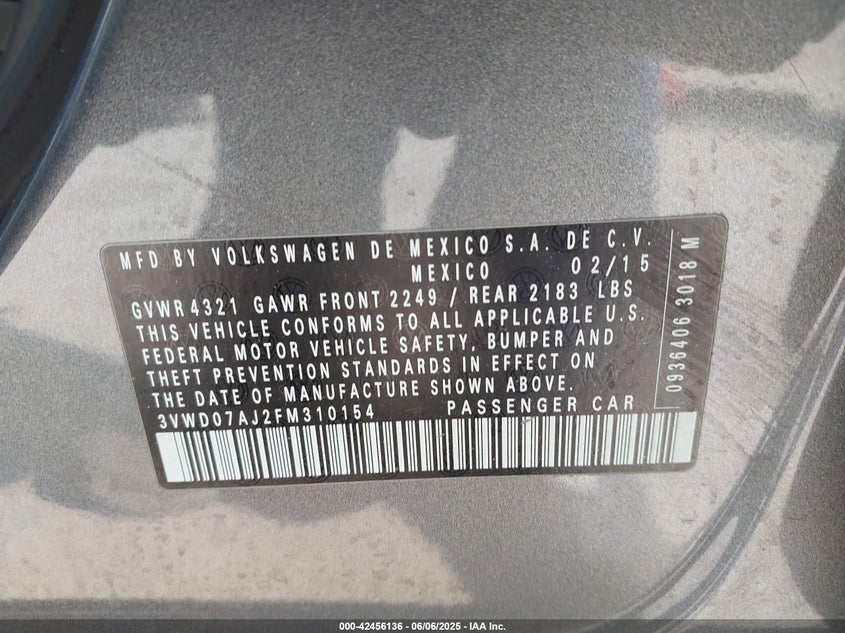 MFD BY VOLKSWAGEN DE MEXICO S.A. DE C.V.
MEXICO 02/15
GVWR 4321 GAWR FRONT 2249 / REAR 2183 LBS
THIS VEHICLE CONFORMS TO ALL APPLICABLE U.S.
FEDERAL MOTOR VEHICLE SAFETY, BUMPER AND
THEFT PREVENTION STANDARDS IN EFFECT ON
THE DATE OF MANUFACTURE SHOWN ABOVE.
3VWD07AJ2FM310154 PASSENGER CAR
0936406 3018 M
000-42456136 - 06/06/2025 - IAA Inc.